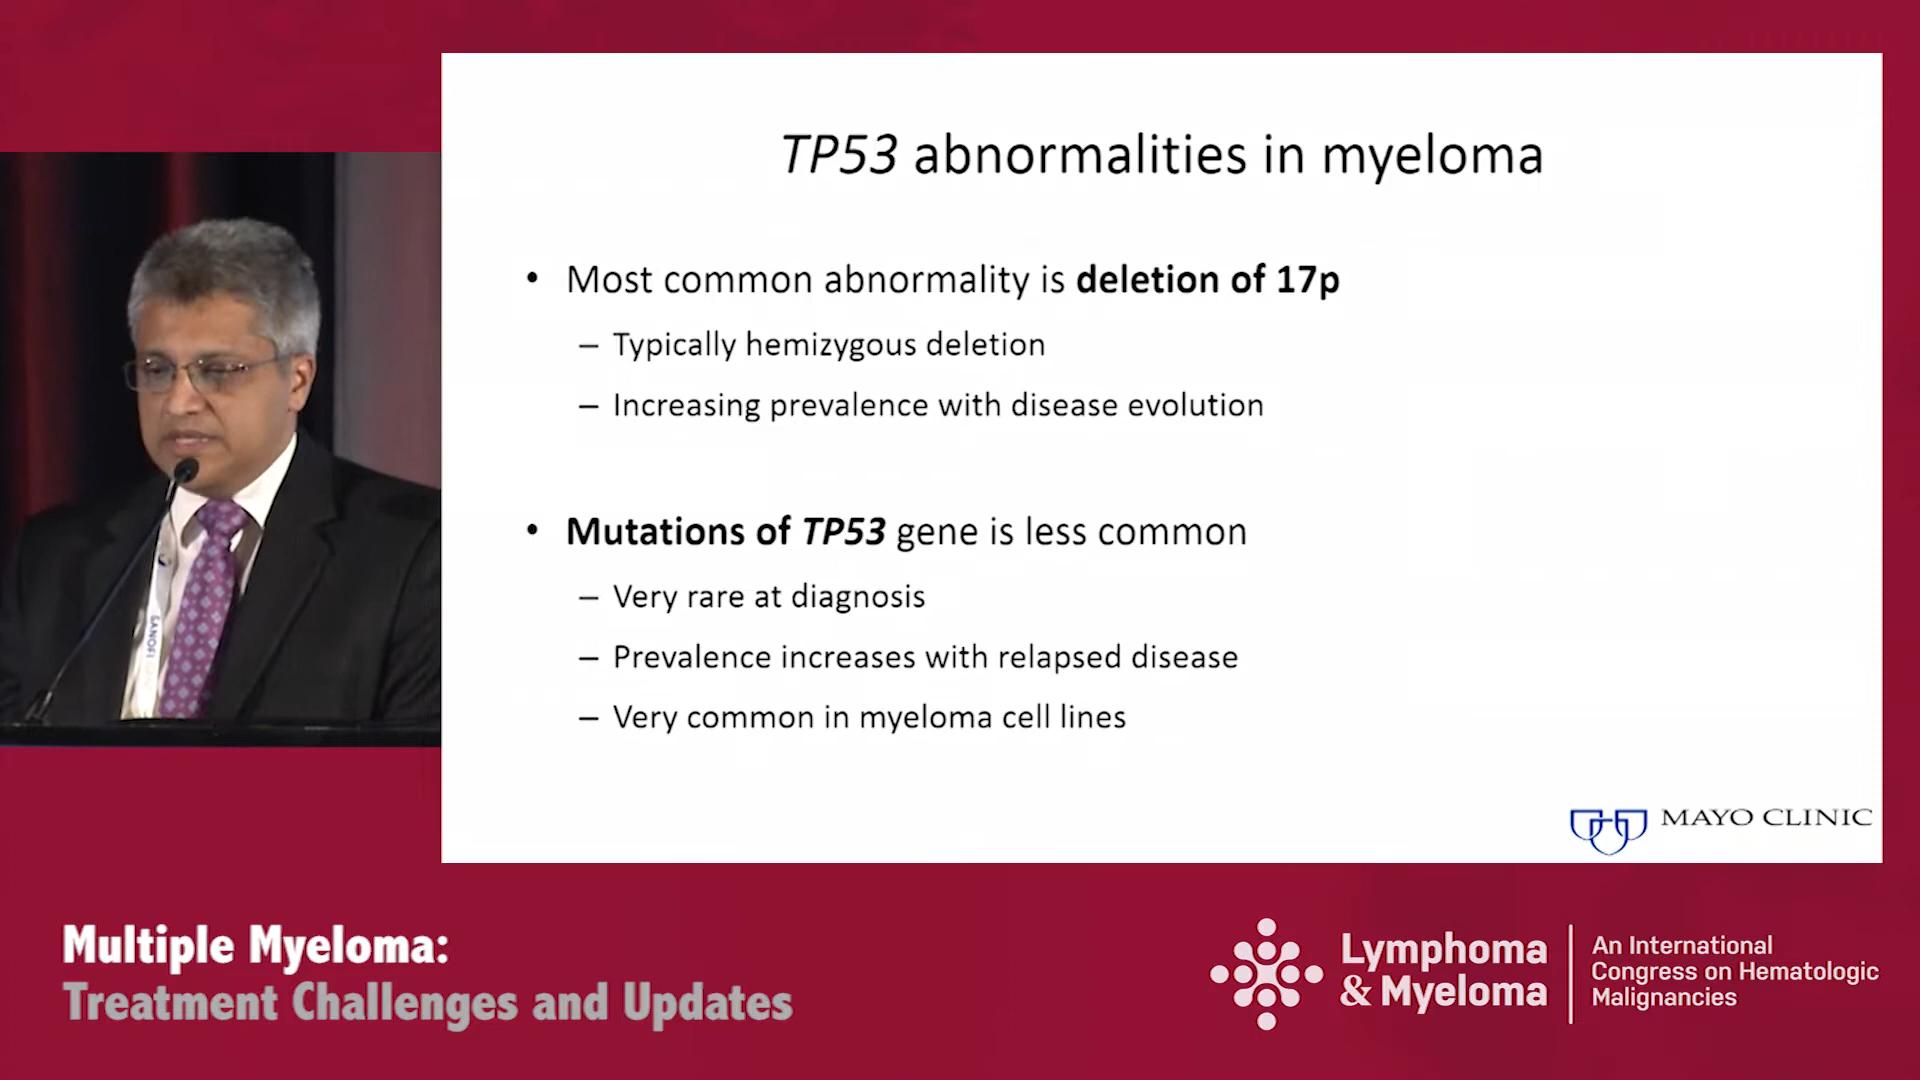 TP53 abnormalities in myeloma
• Most common abnormality is deletion of 17p
– Typically hemizygous deletion
– Increasing prevalence with disease evolution
• Mutations of TP53 gene is less common
– Very rare at diagnosis
– Prevalence increases with relapsed disease
– Very common in myeloma cell lines
MAYO CLINIC
SANOFI
Multiple Myeloma:
Treatment Challenges and Updates
Lymphoma
& Myeloma
An International
Congress on Hematologic
Malignancies